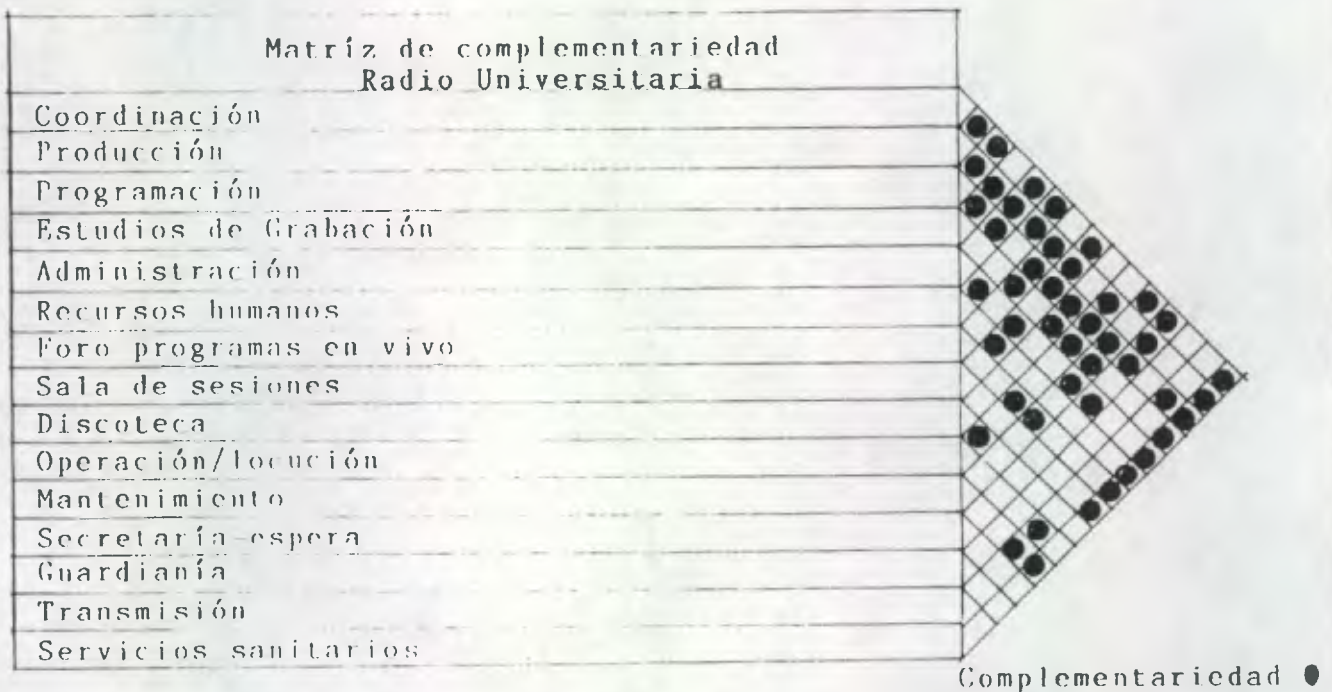 Matríz de complementariedad
Radio Universitaria
Coordinación
Producción
Programación
Estudios de Grabación
Administración
Recursos humanos
Foro programas en vivo
Sala de sesiones
Discoteca
Operación/locución
Mantenimiento
Secretaría-espera
Guardianía
Transmisión
Servicios sanitarios
Complementariedad